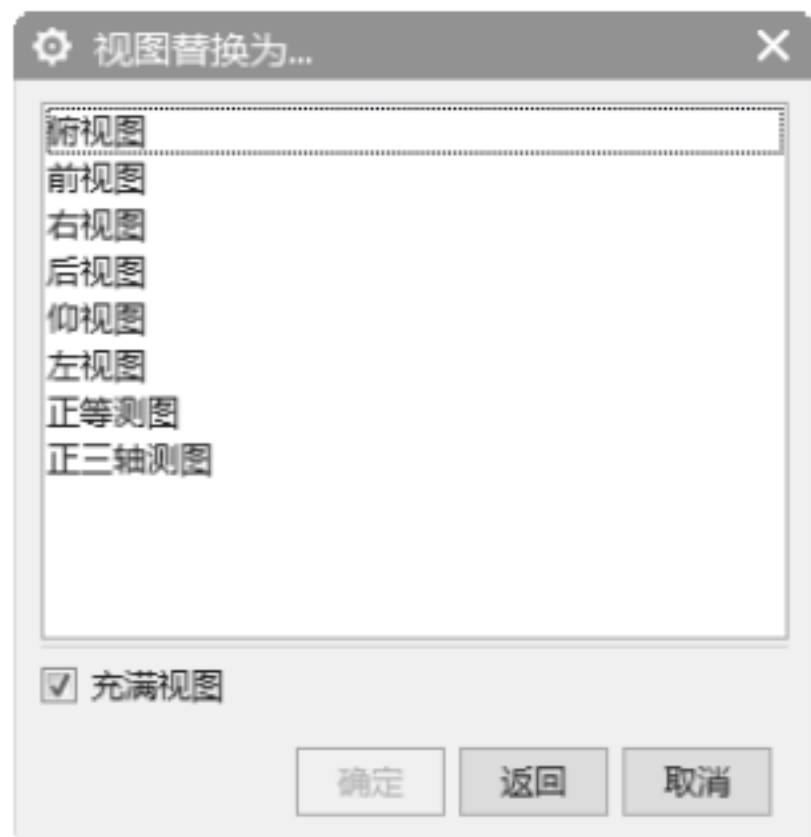 视图替换为...
俯视图
前视图
右视图
后视图
仰视图
左视图
正等测图
正三轴测图
充满视图
确定 返回 取消